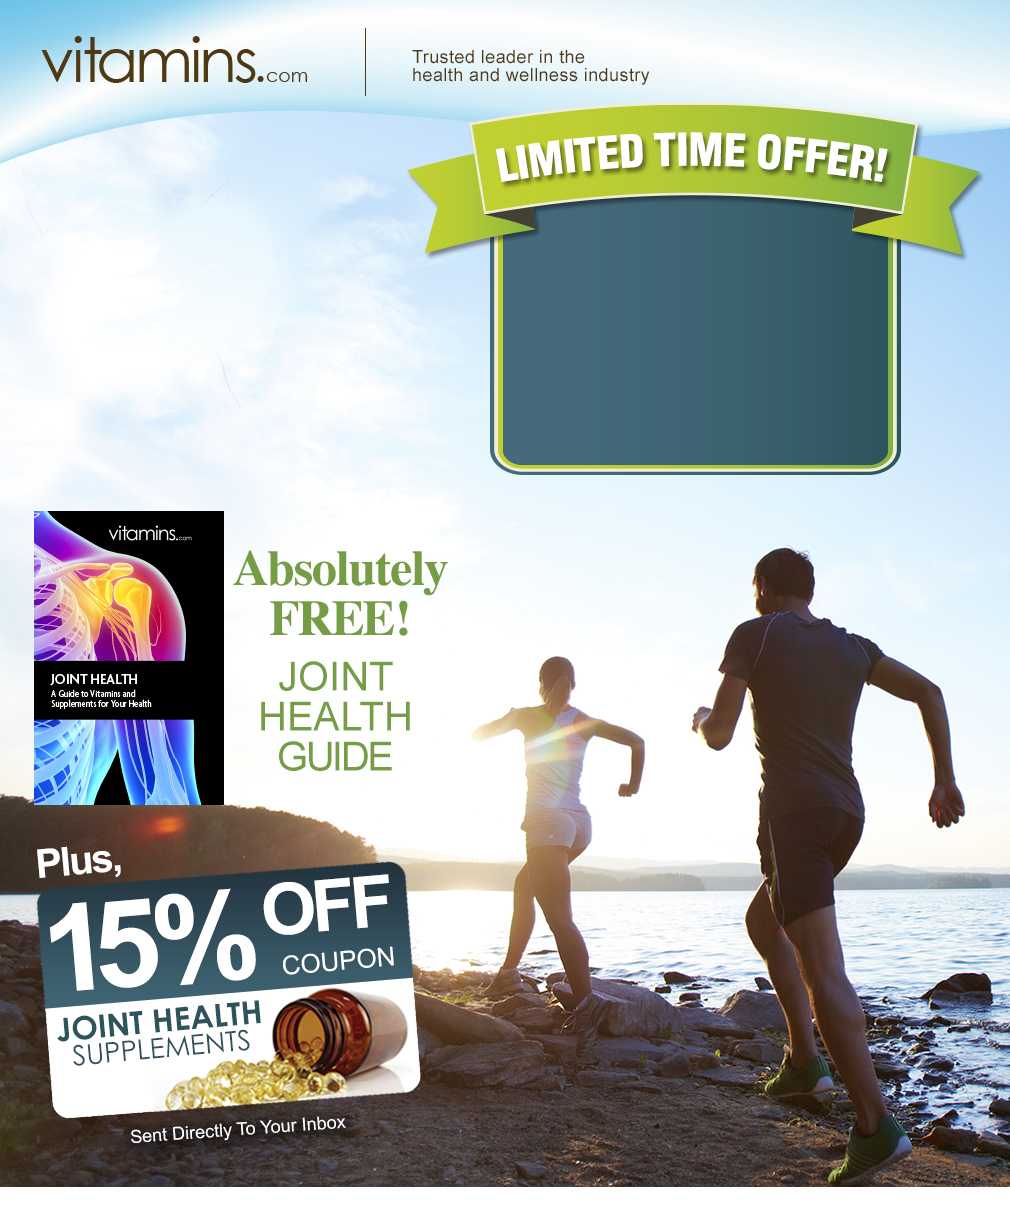 vitamins.com
Trusted leader in the
health and wellness industry
LIMITED TIME OFFER!
vitamins.com
JOINT HEALTH
A Guide to Vitamins and
Supplements for Your Health
Absolutely
FREE!
JOINT
HEALTH
GUIDE
Plus,
15% OFF
COUPON
JOINT HEALTH
SUPPLEMENTS
Sent Directly To Your Inbox